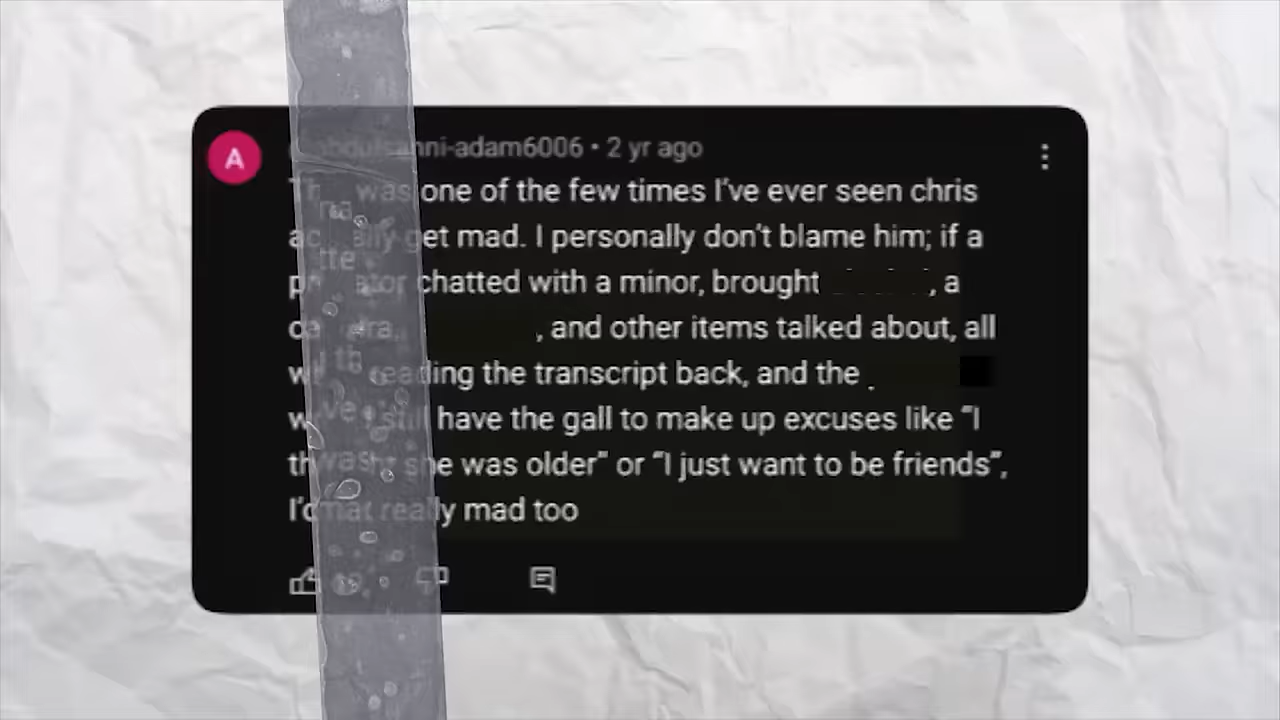 A
hni-adam6006 • 2 yr ago
was one of the few times I've ever seen chris
get mad. I personally don't blame him; if a
chatted with a minor, brought , a
, and other items talked about, all
reading the transcript back, and the
still have the gall to make up excuses like “I
she was older” or “I just want to be friends”,
really mad too